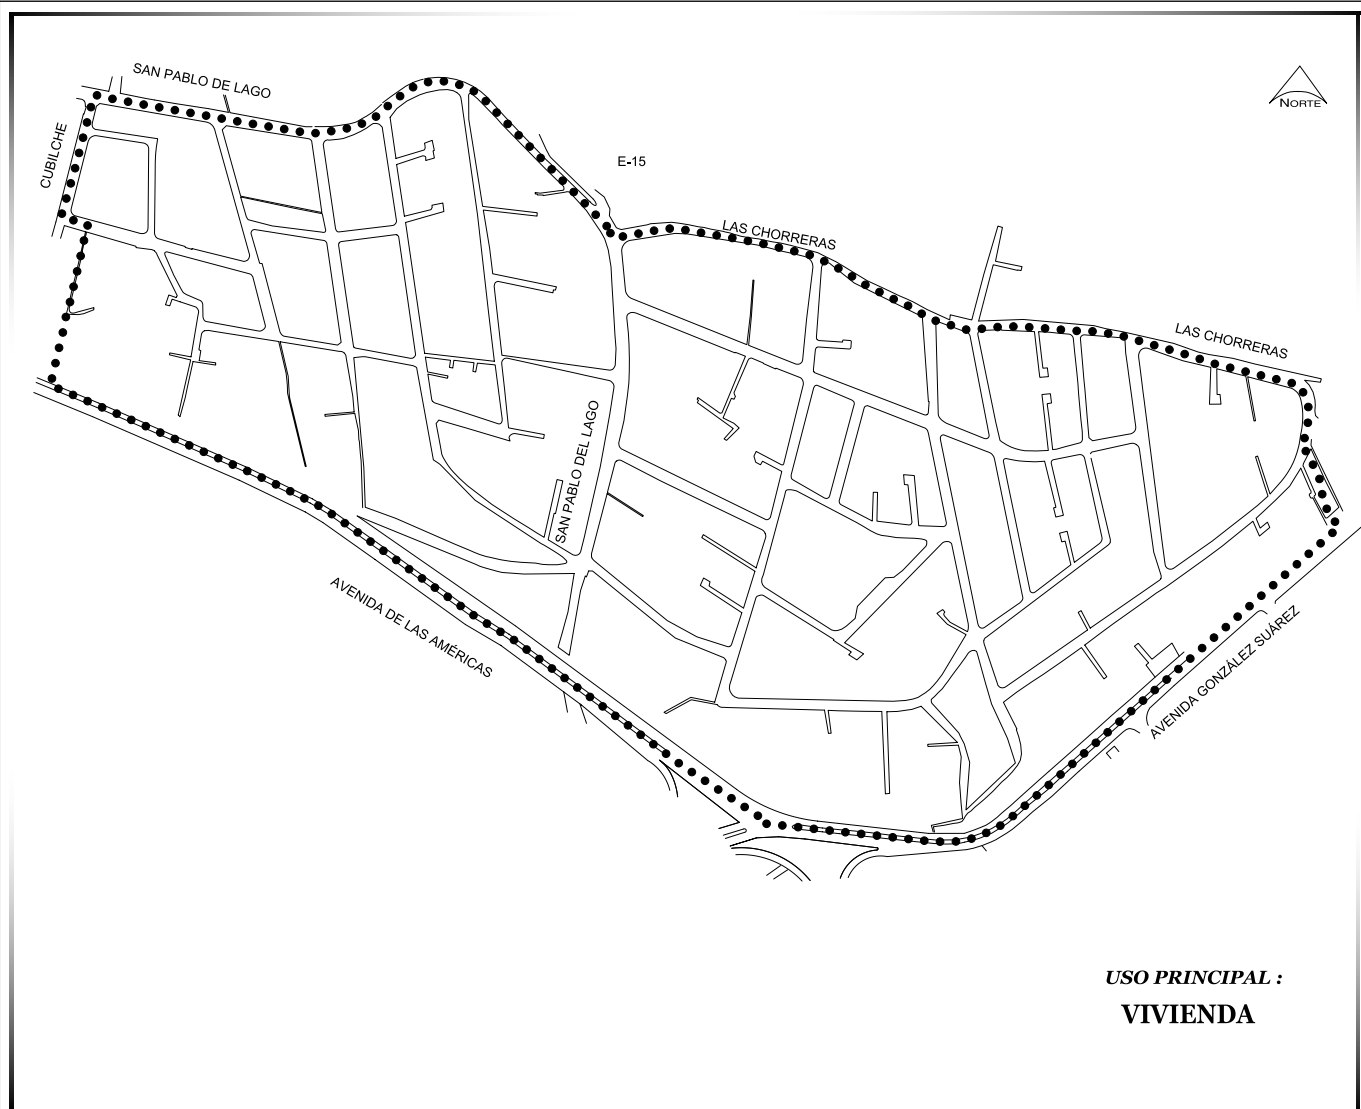 SAN PABLO DE LAGO
NORTE
CUBILCHE
E-15
LAS CHORRERAS
LAS CHORRERAS
SAN PABLO DEL LAGO
AVENIDA DE LAS AMÉRICAS
AVENIDA GONZÁLEZ SUÁREZ
USO PRINCIPAL :
VIVIENDA